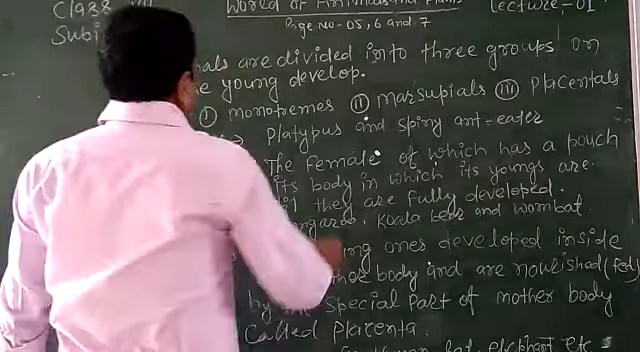 Class
World of Animals and Plants Lecture-01
Subj
Page No-05, 6 and 7
als are divided into three groups on
e young develop.
I monotremes II marsupials III Placentals
Platypus and spiny ant-eater
The female of which has a pouch
its body in which its youngs are
they are fully developed.
ngaroo. Koala bear and wombat.
ng ones developed inside
body and are nourished (fed)
by the special part of mother body
Called Placenta.
elephant etc